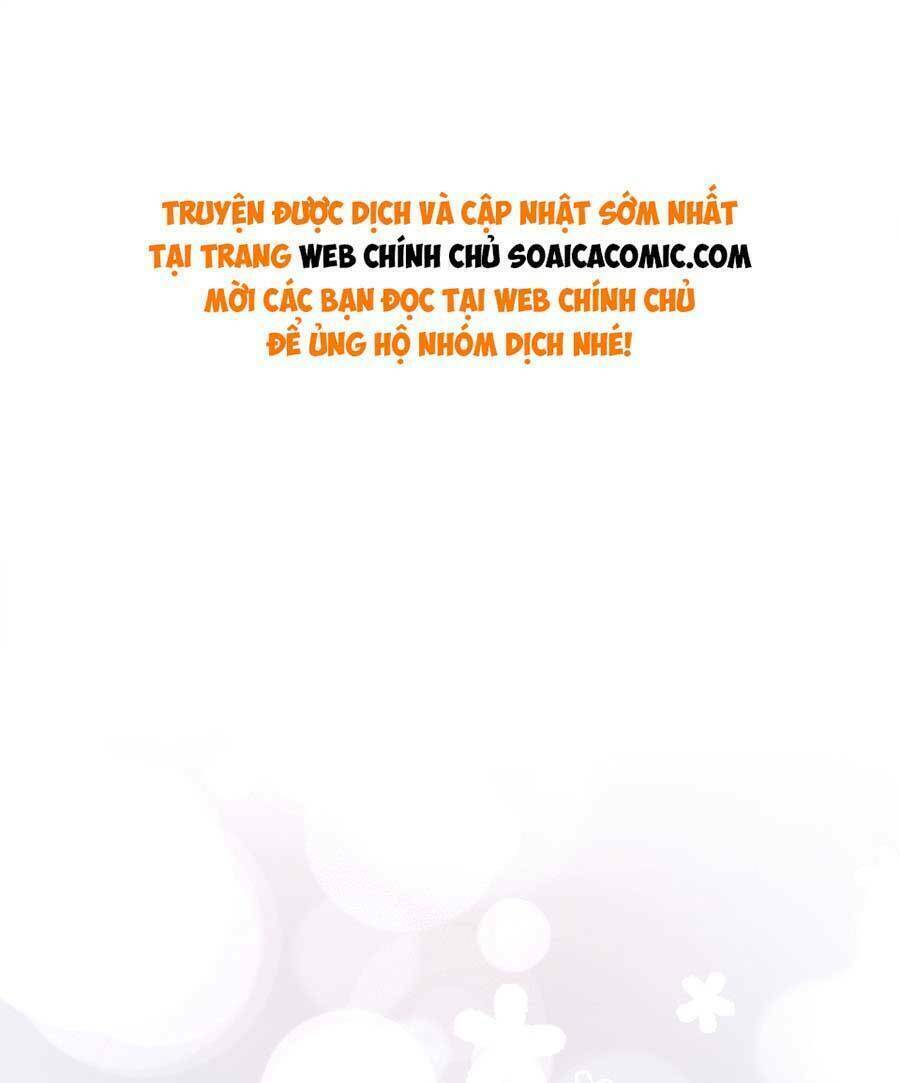 TRUYỆN ĐƯỢC DỊCH VÀ CẬP NHẬT SỚM NHẤT
TẠI TRANG WEB CHÍNH CHỦ SOAICACOMIC.COM
MỜI CÁC BẠN ĐỌC TẠI WEB CHÍNH CHỦ
ĐỂ ỦNG HỘ NHÓM DỊCH NHÉ!